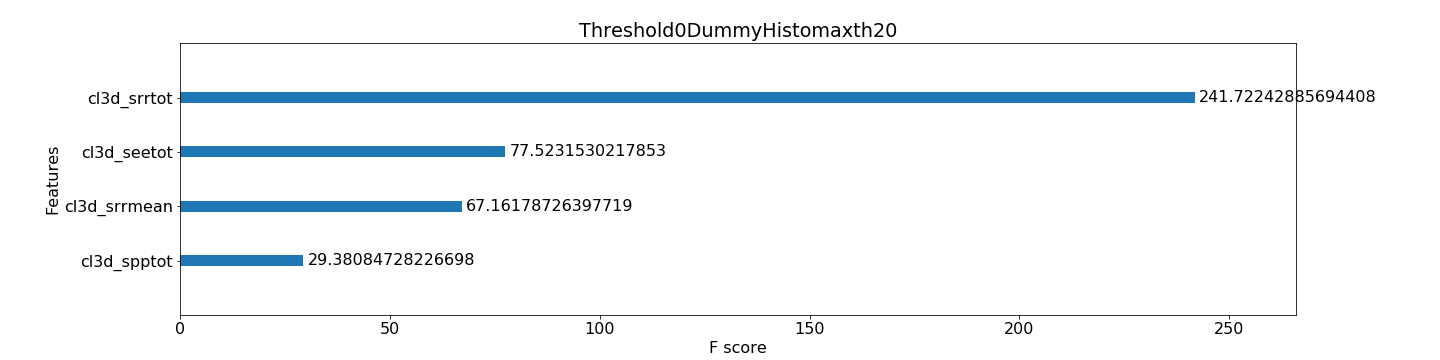 Threshold0DummyHistomaxth20
cl3d_srrtot 241.72242885694408
cl3d_seetot 77.5231530217853
cl3d_srrmean 67.16178726397719
cl3d_spptot 29.38084728226698
Features
0 50 100 150 200 250
F score